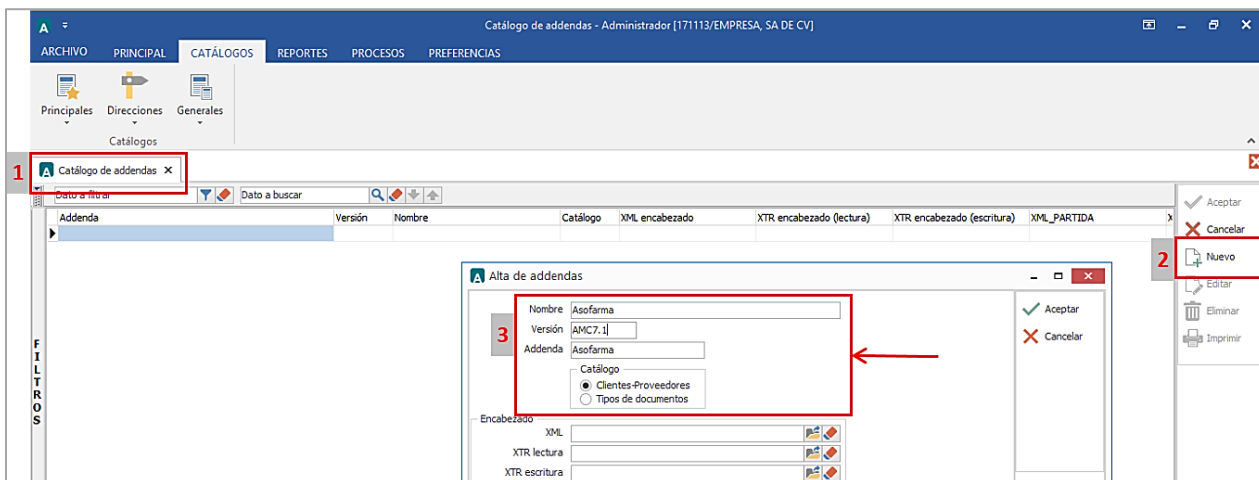 A
Catálogo de addendas - Administrador [171113/EMPRESA, SA DE CV]
ARCHIVO PRINCIPAL CATÁLOGOS REPORTES PROCESOS PREFERENCIAS
Principales Direcciones Generales
Catálogos
1 A Catálogo de addendas
Dato a filtrar Dato a buscar
Aceptar
Addenda Versión Nombre Catálogo XML encabezado XTR encabezado (lectura) XTR encabezado (escritura) XML_PARTIDA X
Cancelar
2 Nuevo
Editar
Eliminar
Imprimir
FILTROS
A Alta de addendas
3
Nombre Asofarma
Versión AMC7.1
Addenda Asofarma
Catálogo
Clientes-Proveedores
Tipos de documentos
Aceptar
Cancelar
Encabezado
XML
XTR lectura
XTR escritura